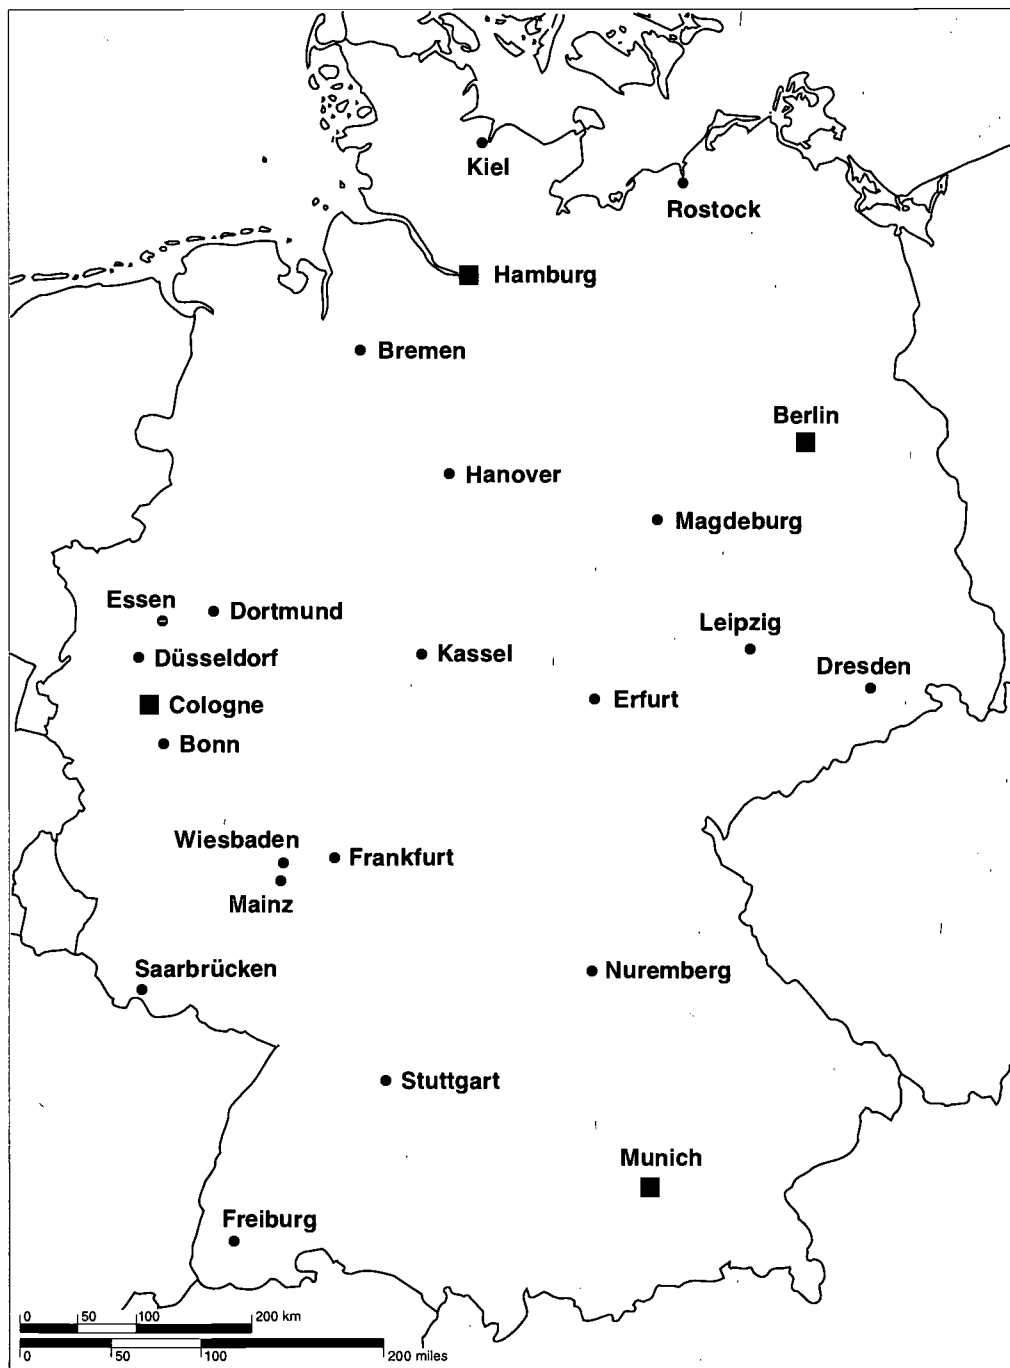 Kiel
Rostock
Hamburg
Bremen
Berlin
Hanover
Magdeburg
Essen
Dortmund
Leipzig
Düsseldorf
Kassel
Dresden
Cologne
Erfurt
Bonn
Wiesbaden
Frankfurt
Mainz
Saarbrücken
Nuremberg
Stuttgart
Munich
Freiburg
0 50 100 200 km
0 50 100 200 miles